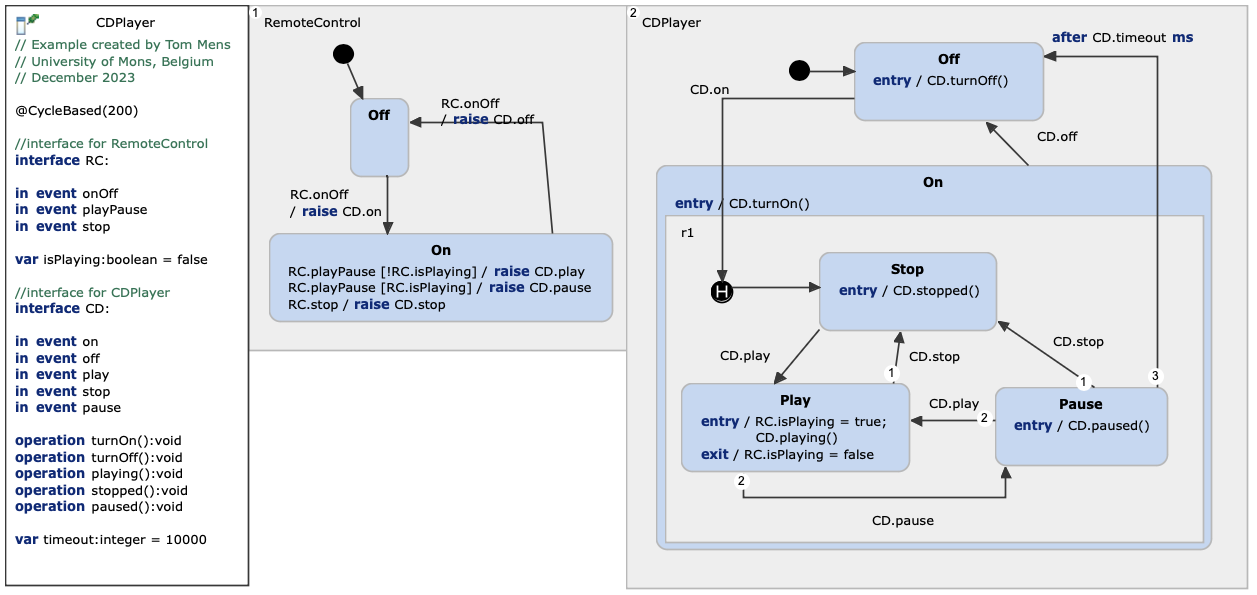 CDPlayer
// Example created by Tom Mens
// University of Mons, Belgium
// December 2023
@CycleBased(200)
//interface for RemoteControl
interface RC:
in event onOff
in event playPause
in event stop
var isPlaying:boolean = false
//interface for CDPlayer
interface CD:
in event on
in event off
in event play
in event stop
in event pause
operation turnOn():void
operation turnOff():void
operation playing():void
operation stopped():void
operation paused():void
var timeout:integer = 10000
1
RemoteControl
Off
RC.onOff
/ raise CD.off
RC.onOff
/ raise CD.on
On
RC.playPause [!RC.isPlaying] / raise CD.play
RC.playPause [RC.isPlaying] / raise CD.pause
RC.stop / raise CD.stop
2
CDPlayer
after CD.timeout ms
Off
entry / CD.turnOff()
CD.on
CD.off
On
entry / CD.turnOn()
r1
H
Stop
entry / CD.stopped()
CD.play
CD.stop
CD.stop
1
1
3
Play
entry / RC.isPlaying = true;
CD.playing()
exit / RC.isPlaying = false
CD.play
2
Pause
entry / CD.paused()
2
CD.pause